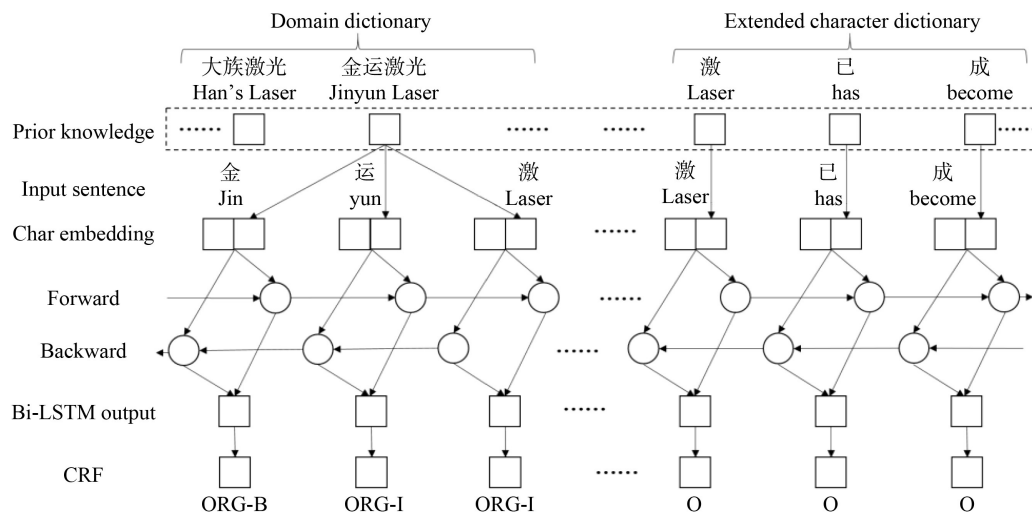 Domain dictionary
Extended character dictionary
大族激光
金运激光
激
已
成
Han's Laser
Jinyun Laser
Laser
has
become
Prior knowledge
......
......
......
......
Input sentence
金
运
激
激
已
成
Jin
yun
Laser
Laser
has
become
Char embedding
......
Forward
......
Backward
......
Bi-LSTM output
......
CRF
......
ORG-B
ORG-I
ORG-I
O
O
O